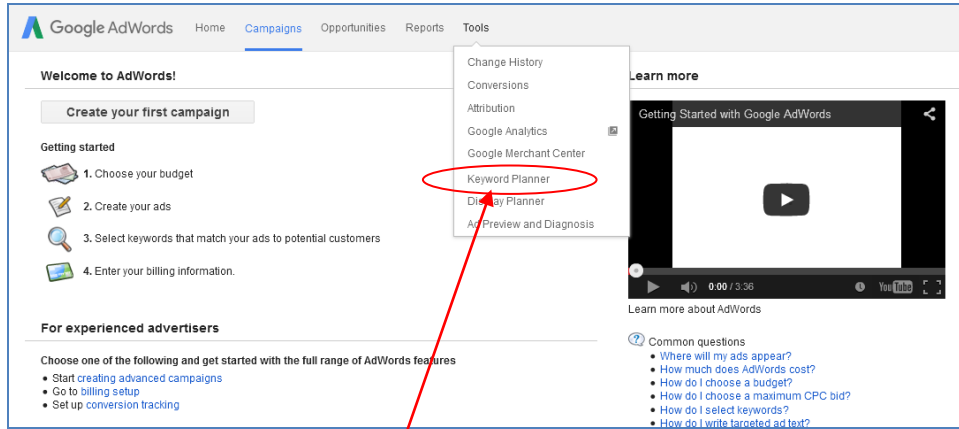 Google AdWords Home Campaigns Opportunities Reports Tools
Welcome to AdWords!
Create your first campaign
Getting started
1. Choose your budget
2. Create your ads
3. Select keywords that match your ads to potential customers
4. Enter your billing information.
For experienced advertisers
Choose one of the following and get started with the full range of AdWords features
• Start creating advanced campaigns
• Go to billing setup
• Set up conversion tracking
Change History
Conversions
Attribution
Google Analytics
Google Merchant Center
Keyword Planner
Display Planner
Ad Preview and Diagnosis
Learn more
Getting Started with Google AdWords
0:00 / 3:36 YouTube
Learn more about AdWords
? Common questions
• Where will my ads appear?
• How much does AdWords cost?
• How do I choose a budget?
• How do I choose a maximum CPC bid?
• How do I select keywords?
• How do I write targeted ad text?